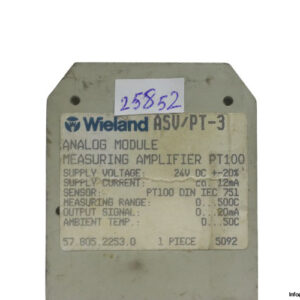 25852
Wieland ASV/PT-3
ANALOG MODULE
MEASURING AMPLIFIER PT100
SUPPLY VOLTAGE: 24V DC +-20%
SUPPLY CURRENT: ca 12mA
SENSOR: PT100 DIN IEC 751
MEASURING RANGE: 0...500C
OUTPUT SIGNAL: 0...20mA
AMBIENT TEMP.: 0...50C
57.805.2253.0 1 PIECE 5092